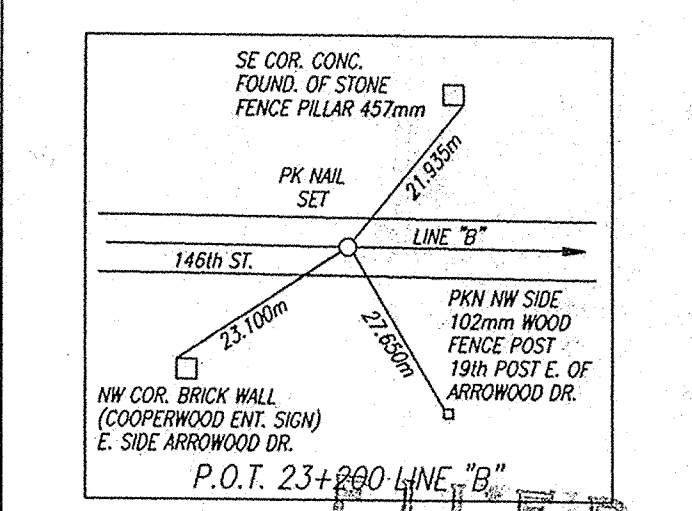 SE COR. CONC.
FOUND. OF STONE
FENCE PILLAR 457mm
21.935m
PK NAIL
SET
LINE "B"
146th ST.
23.100m
27.650m
PKN NW SIDE
102mm WOOD
FENCE POST
19th POST E. OF
ARROWOOD DR.
NW COR. BRICK WALL
(COOPERWOOD ENT. SIGN)
E. SIDE ARROWOOD DR.
P.O.T. 23+200 LINE "B"